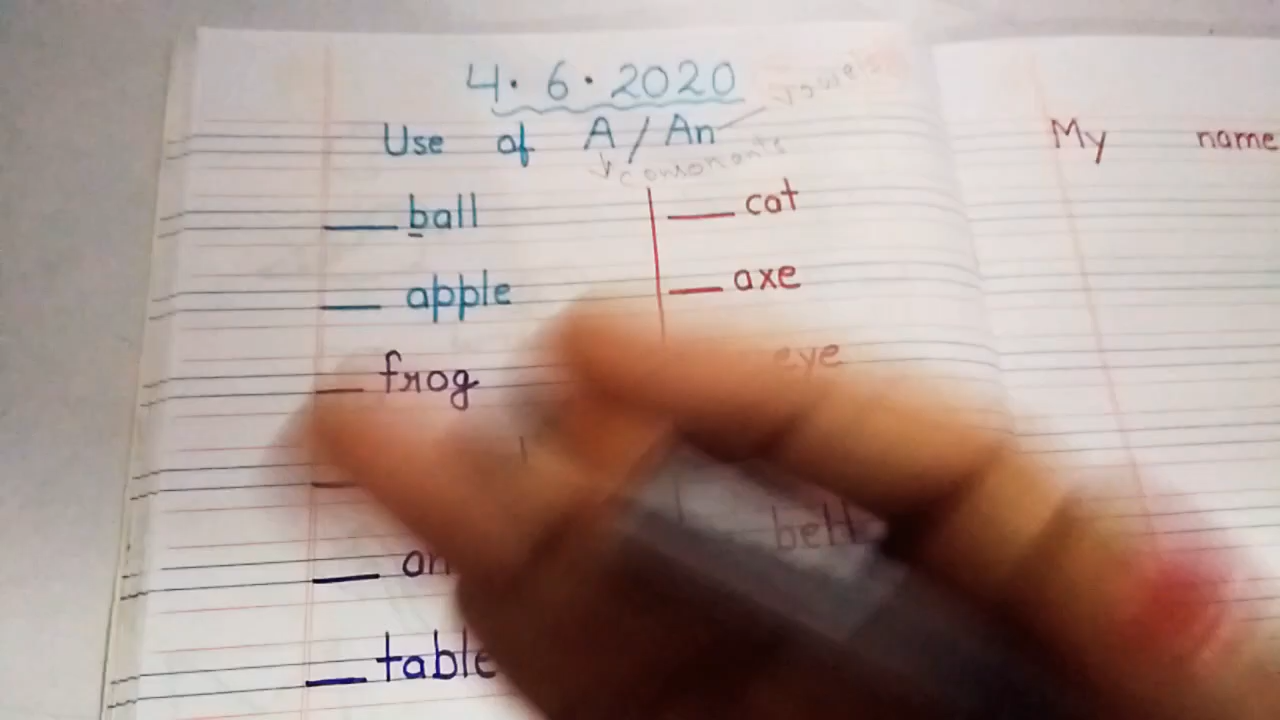 4.6.2020
vowels
Use of A / An
consonants
___ ball
___ apple
___ frog
___ table
___ cat
___ axe
eye
My name